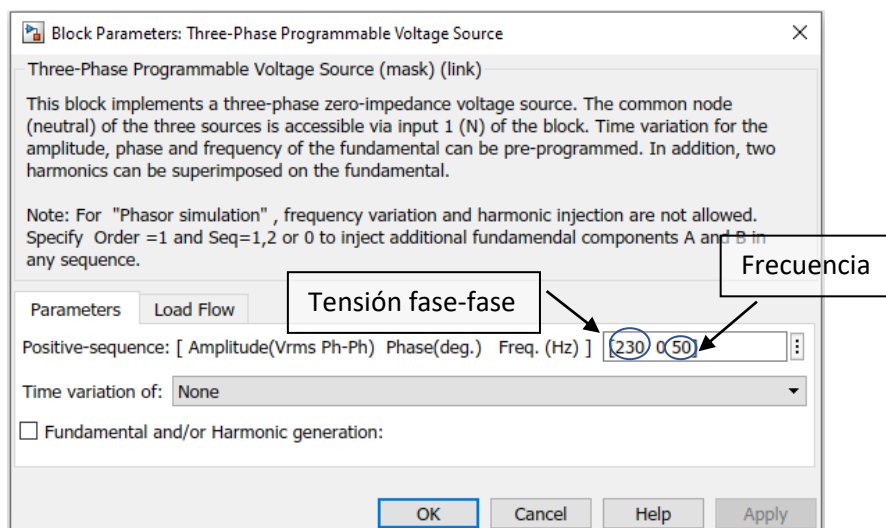 Block Parameters: Three-Phase Programmable Voltage Source
Three-Phase Programmable Voltage Source (mask) (link)
This block implements a three-phase zero-impedance voltage source. The common node
(neutral) of the three sources is accessible via input 1 (N) of the block. Time variation for the
amplitude, phase and frequency of the fundamental can be pre-programmed. In addition, two
harmonics can be superimposed on the fundamental.
Note: For "Phasor simulation" , frequency variation and harmonic injection are not allowed.
Specify Order =1 and Seq=1,2 or 0 to inject additional fundamendal components A and B in
any sequence.
Frecuencia
Tensión fase-fase
Parameters Load Flow
Positive-sequence: [ Amplitude(Vrms Ph-Ph) Phase(deg.) Freq. (Hz) ] [230 0 50]
Time variation of: None
Fundamental and/or Harmonic generation:
OK Cancel Help Apply